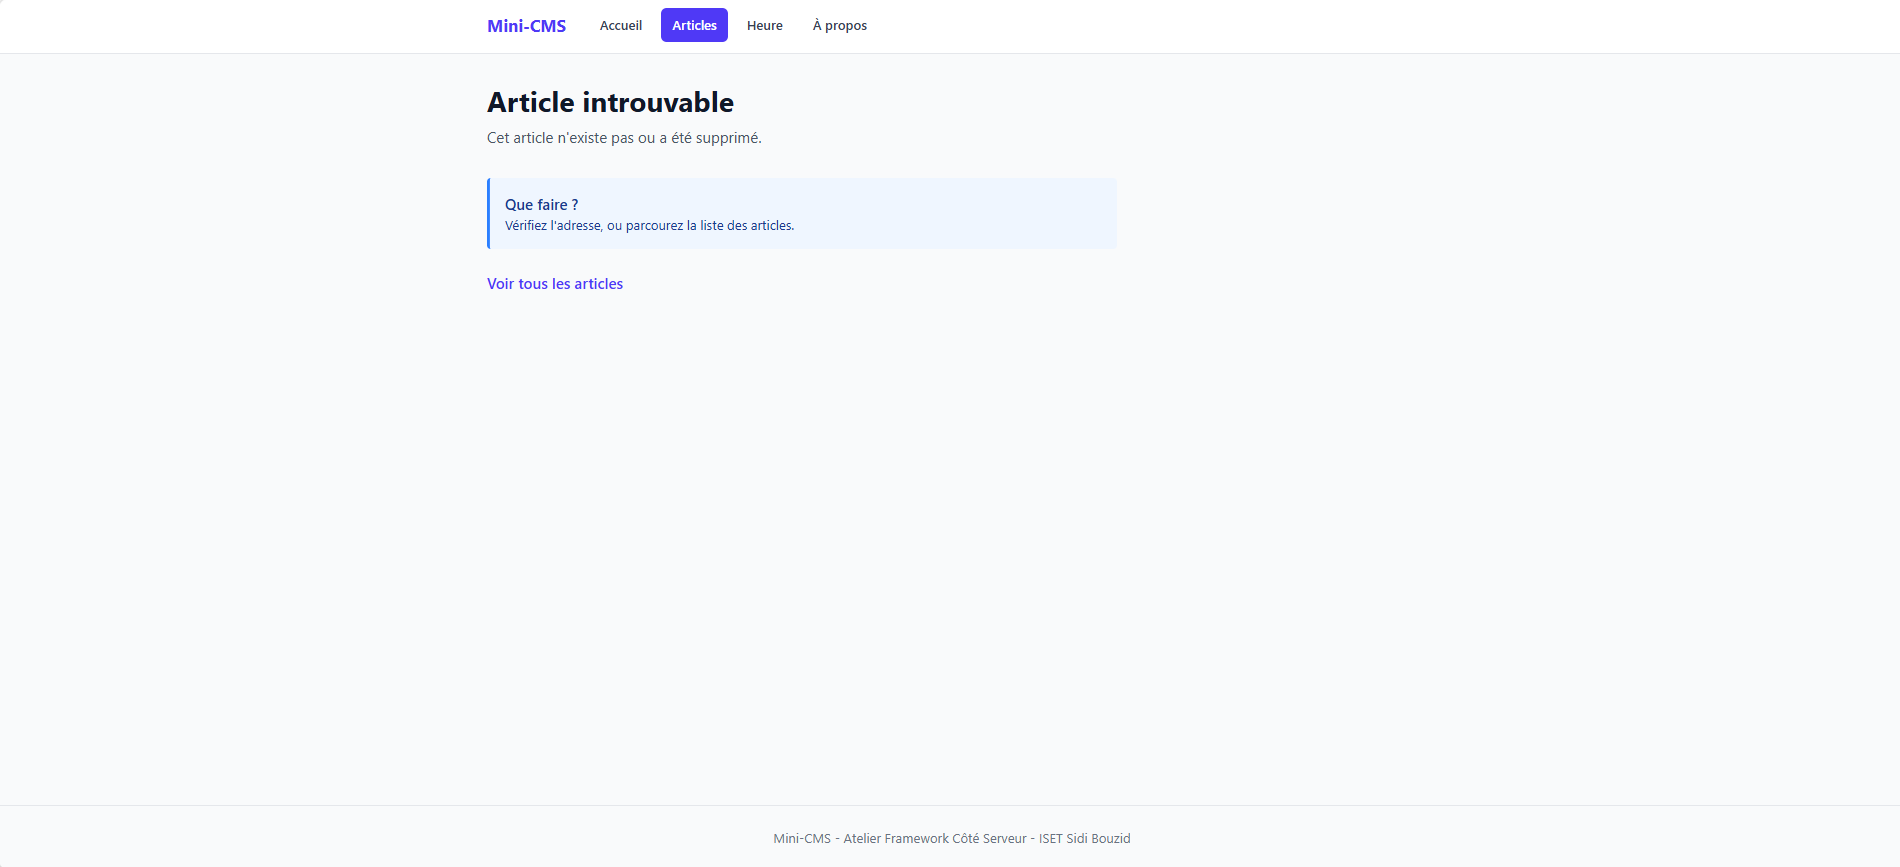 Mini-CMS Accueil Articles Heure À propos
Article introuvable
Cet article n'existe pas ou a été supprimé.
Que faire ?
Vérifiez l'adresse, ou parcourez la liste des articles.
Voir tous les articles
Mini-CMS - Atelier Framework Côté Serveur - ISET Sidi Bouzid